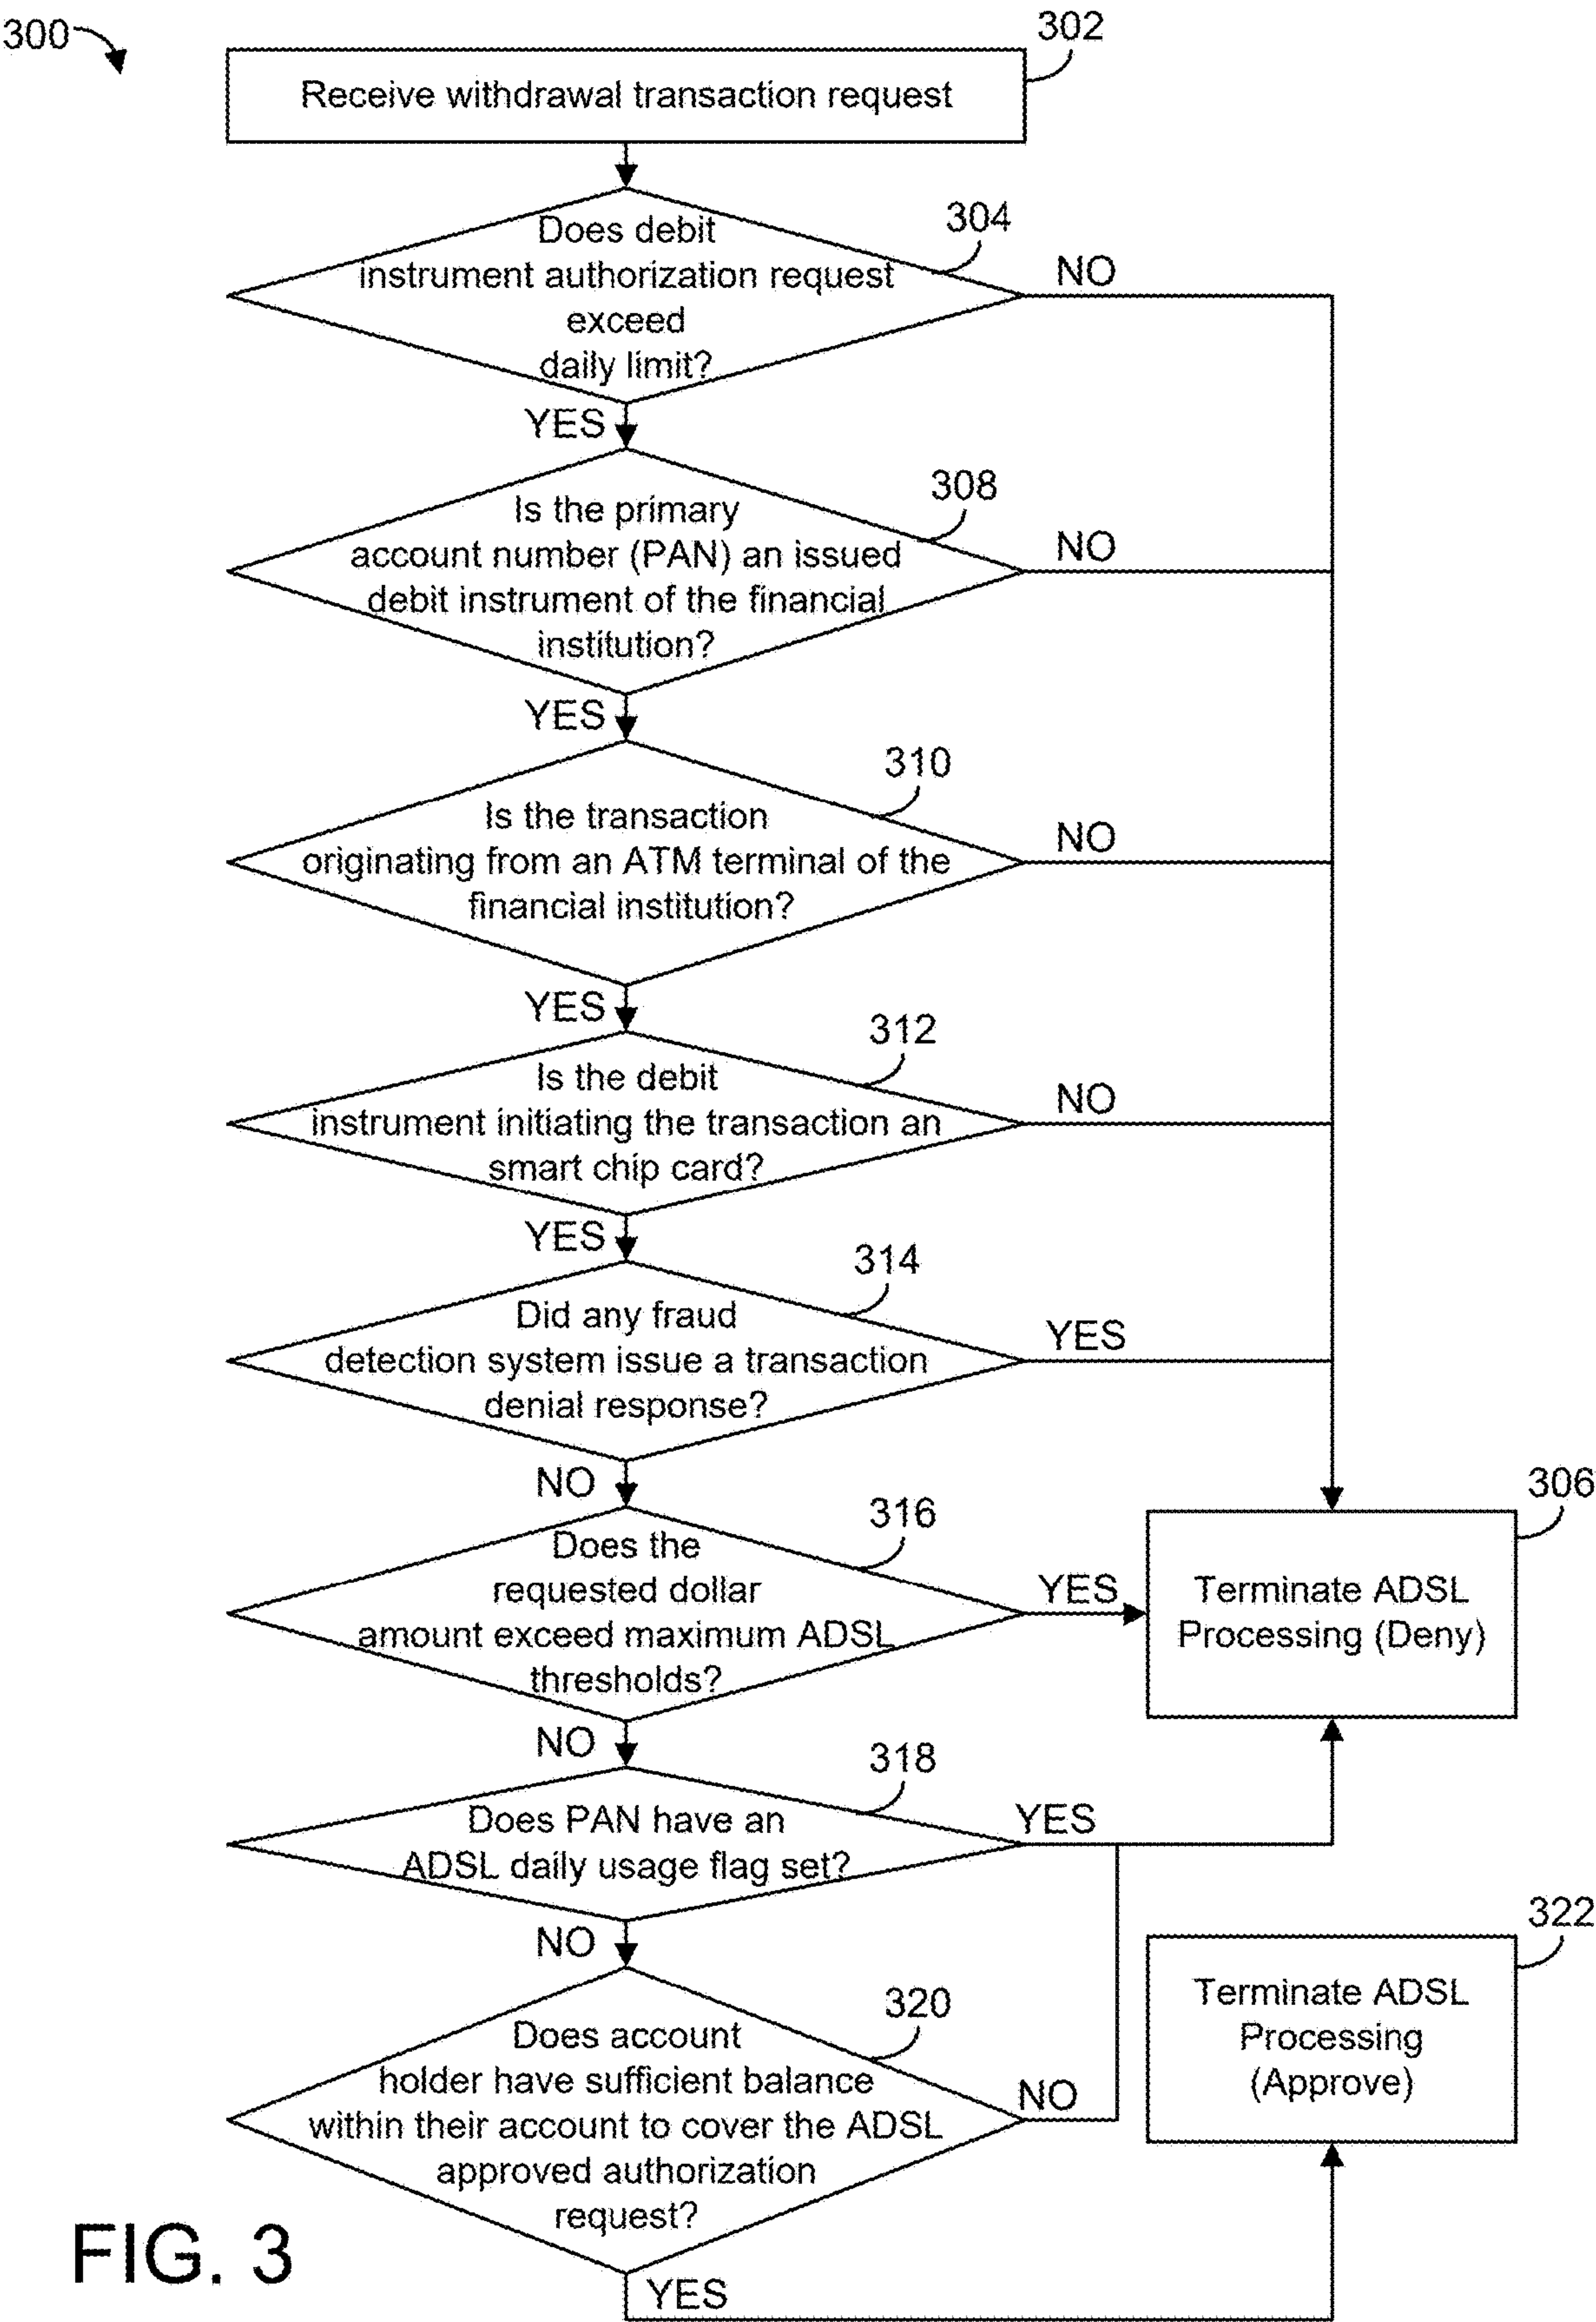 300
302
Receive withdrawal transaction request
304
Does debit
instrument authorization request
exceed
daily limit?
NO
YES
308
Is the primary
account number (PAN) an issued
debit instrument of the financial
institution?
NO
YES
310
Is the transaction
originating from an ATM terminal of the
financial institution?
NO
YES
312
Is the debit
instrument initiating the transaction an
smart chip card?
NO
YES
314
Did any fraud
detection system issue a transaction
denial response?
YES
NO
316
Does the
requested dollar
amount exceed maximum ADSL
thresholds?
YES
306
Terminate ADSL
Processing (Deny)
NO
318
Does PAN have an
ADSL daily usage flag set?
YES
NO
320
Does account
holder have sufficient balance
within their account to cover the ADSL
approved authorization
request?
NO
322
Terminate ADSL
Processing
(Approve)
YES
FIG. 3